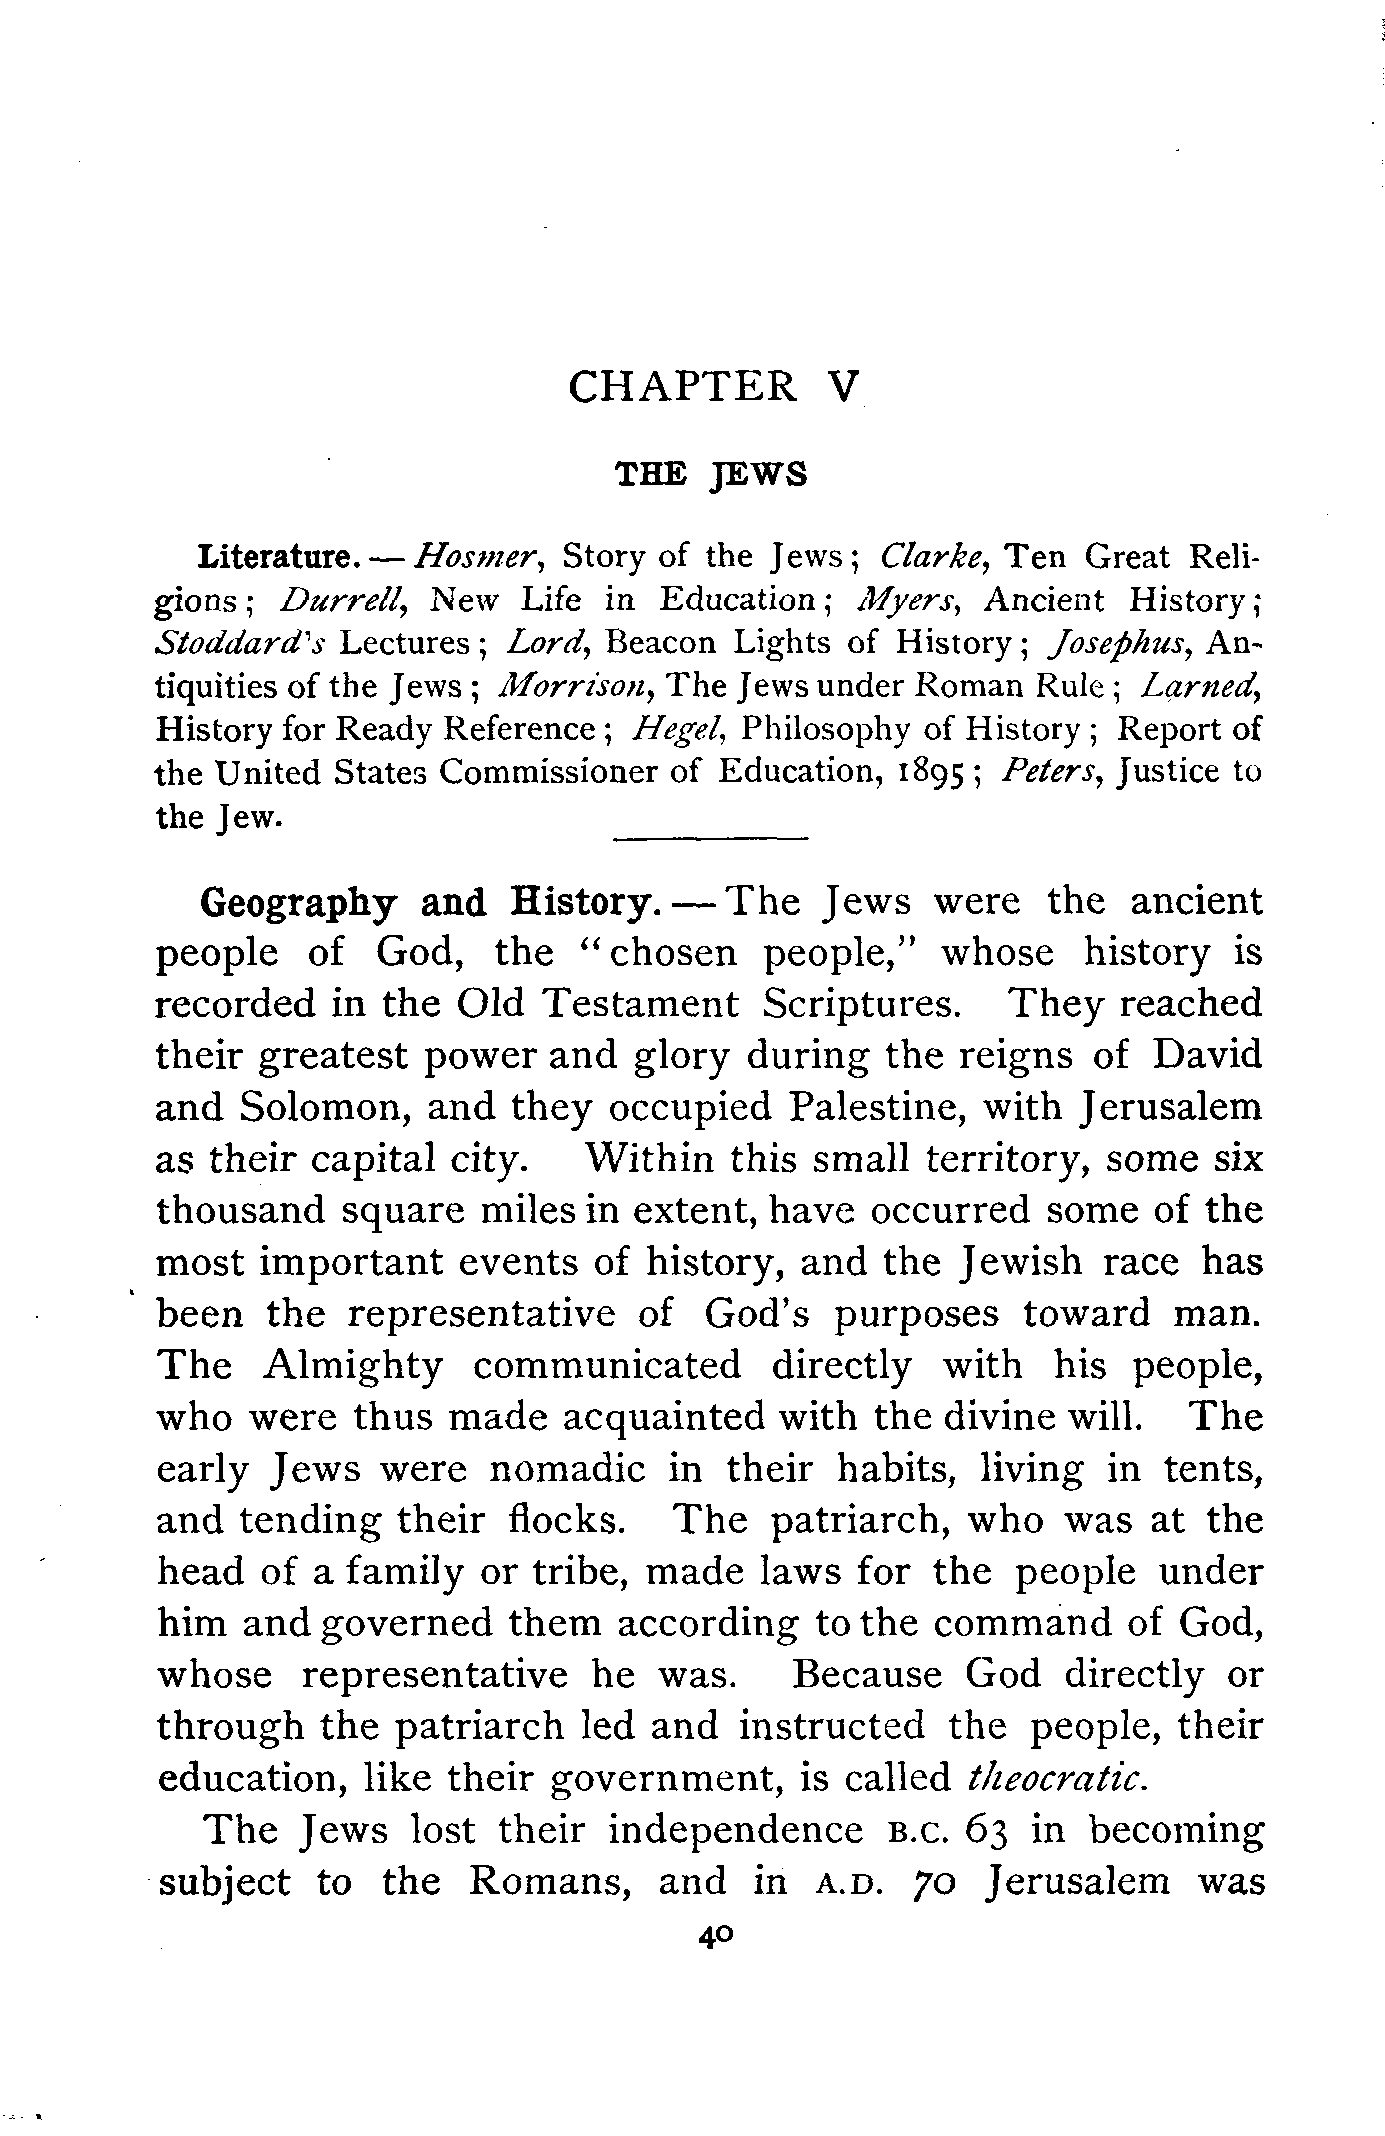 CHAPTER V
THE JEWS
Literature. — Hosmer, Story of the Jews; Clarke, Ten Great Reli-
gions; Durrell, New Life in Education; Myers, Ancient History;
Stoddard's Lectures; Lord, Beacon Lights of History; Josephus, An-
tiquities of the Jews; Morrison, The Jews under Roman Rule; Larned,
History for Ready Reference; Hegel, Philosophy of History; Report of
the United States Commissioner of Education, 1895; Peters, Justice to
the Jew.
Geography and History. — The Jews were the ancient
people of God, the "chosen people," whose history is
recorded in the Old Testament Scriptures. They reached
their greatest power and glory during the reigns of David
and Solomon, and they occupied Palestine, with Jerusalem
as their capital city. Within this small territory, some six
thousand square miles in extent, have occurred some of the
most important events of history, and the Jewish race has
been the representative of God's purposes toward man.
The Almighty communicated directly with his people,
who were thus made acquainted with the divine will. The
early Jews were nomadic in their habits, living in tents,
and tending their flocks. The patriarch, who was at the
head of a family or tribe, made laws for the people under
him and governed them according to the command of God,
whose representative he was. Because God directly or
through the patriarch led and instructed the people, their
education, like their government, is called theocratic.
The Jews lost their independence B.C. 63 in becoming
subject to the Romans, and in A.D. 70 Jerusalem was
40